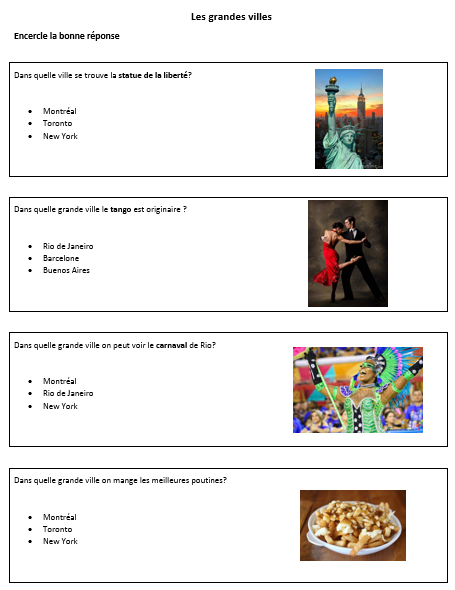 Les grandes villes
Encercle la bonne réponse
Dans quelle ville se trouve la statue de la liberté?
• Montréal
• Toronto
• New York
Dans quelle grande ville le tango est originaire ?
• Rio de Janeiro
• Barcelone
• Buenos Aires
Dans quelle grande ville on peut voir le carnaval de Rio?
• Montréal
• Rio de Janeiro
• New York
Dans quelle grande ville on mange les meilleures poutines?
• Montréal
• Toronto
• New York